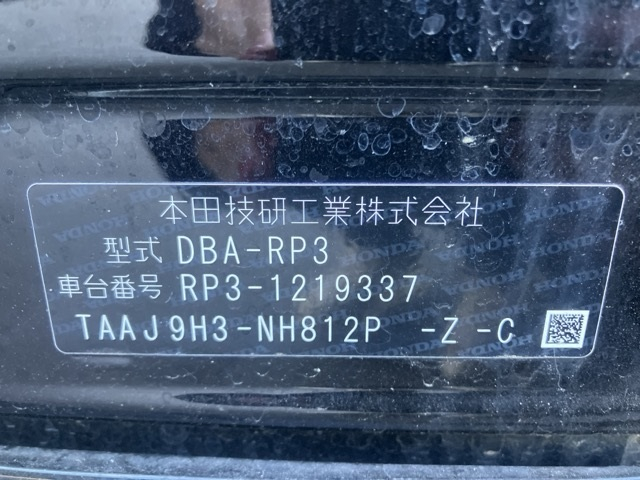 本田技研工業株式会社
型式 DBA-RP3
車台番号 RP3-1219337
TAAJ9H3-NH812P -Z -C